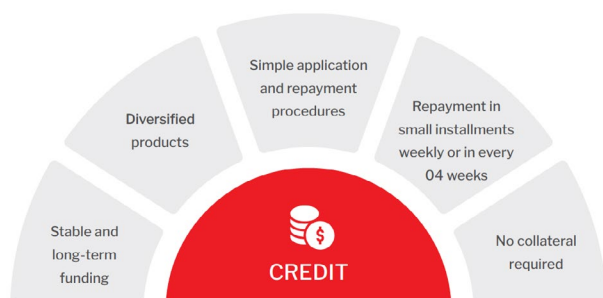 Simple application
and repayment
procedures
Diversified
products
Repayment in
small installments
weekly or in every
04 weeks
Stable and
long-term
funding
No collateral
required
$
CREDIT